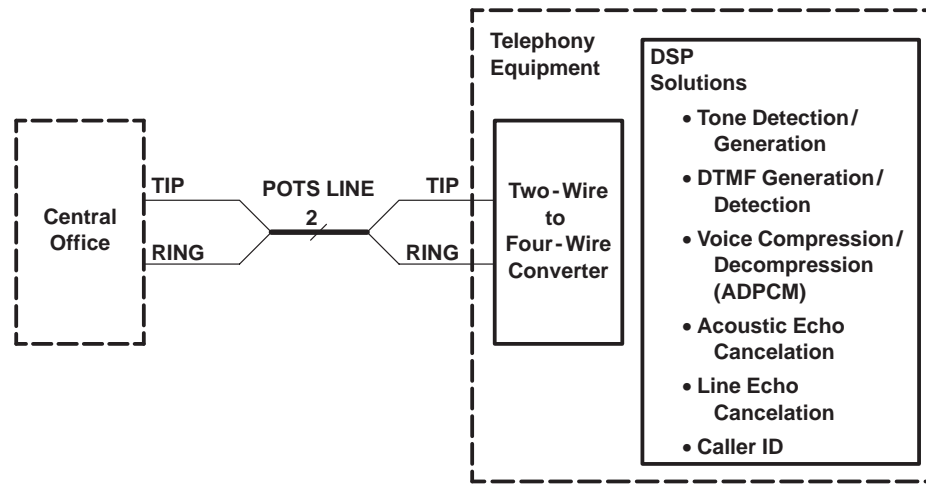 Telephony
Equipment
DSP
Solutions
• Tone Detection/
Generation
• DTMF Generation/
Detection
• Voice Compression/
Decompression
(ADPCM)
• Acoustic Echo
Cancelation
• Line Echo
Cancelation
• Caller ID
Central
Office
TIP
RING
POTS LINE
2
TIP
RING
Two-Wire
to
Four-Wire
Converter